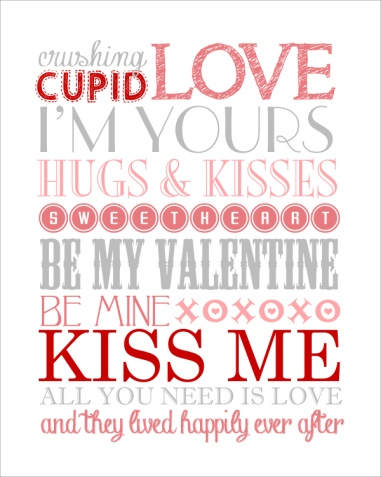 crushing
CUPID LOVE
I'M YOURS
HUGS & KISSES
SWEETHEART
BE MY VALENTINE
BE MINE XOXOXO
KISS ME
ALL YOU NEED IS LOVE
and they lived happily ever after